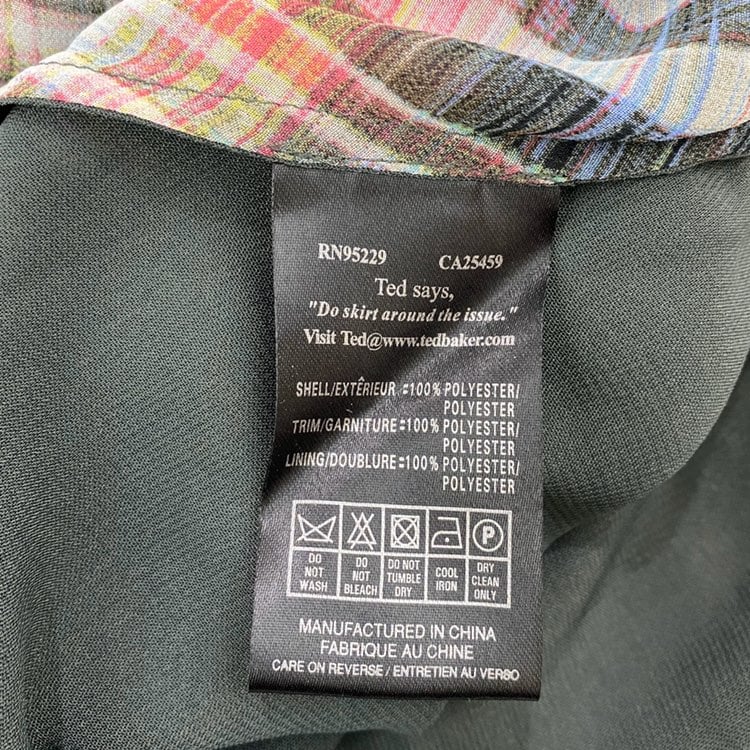 RN95229 CA25459
Ted says,
"Do skirt around the issue."
Visit Ted@www.tedbaker.com
SHELL/EXTÊRIEUR :100% POLYESTER/
POLYESTER
TRIM/GARNITURE:100% POLYESTER/
POLYESTER
LINING/DOUBLURE:100% POLYESTER/
POLYESTER
P
DO NOT WASH
DO NOT BLEACH
DO NOT TUMBLE DRY
COOL IRON
DRY CLEAN ONLY
MANUFACTURED IN CHINA
FABRIQUE AU CHINE
CARE ON REVERSE / ENTRETIEN AU VERSO